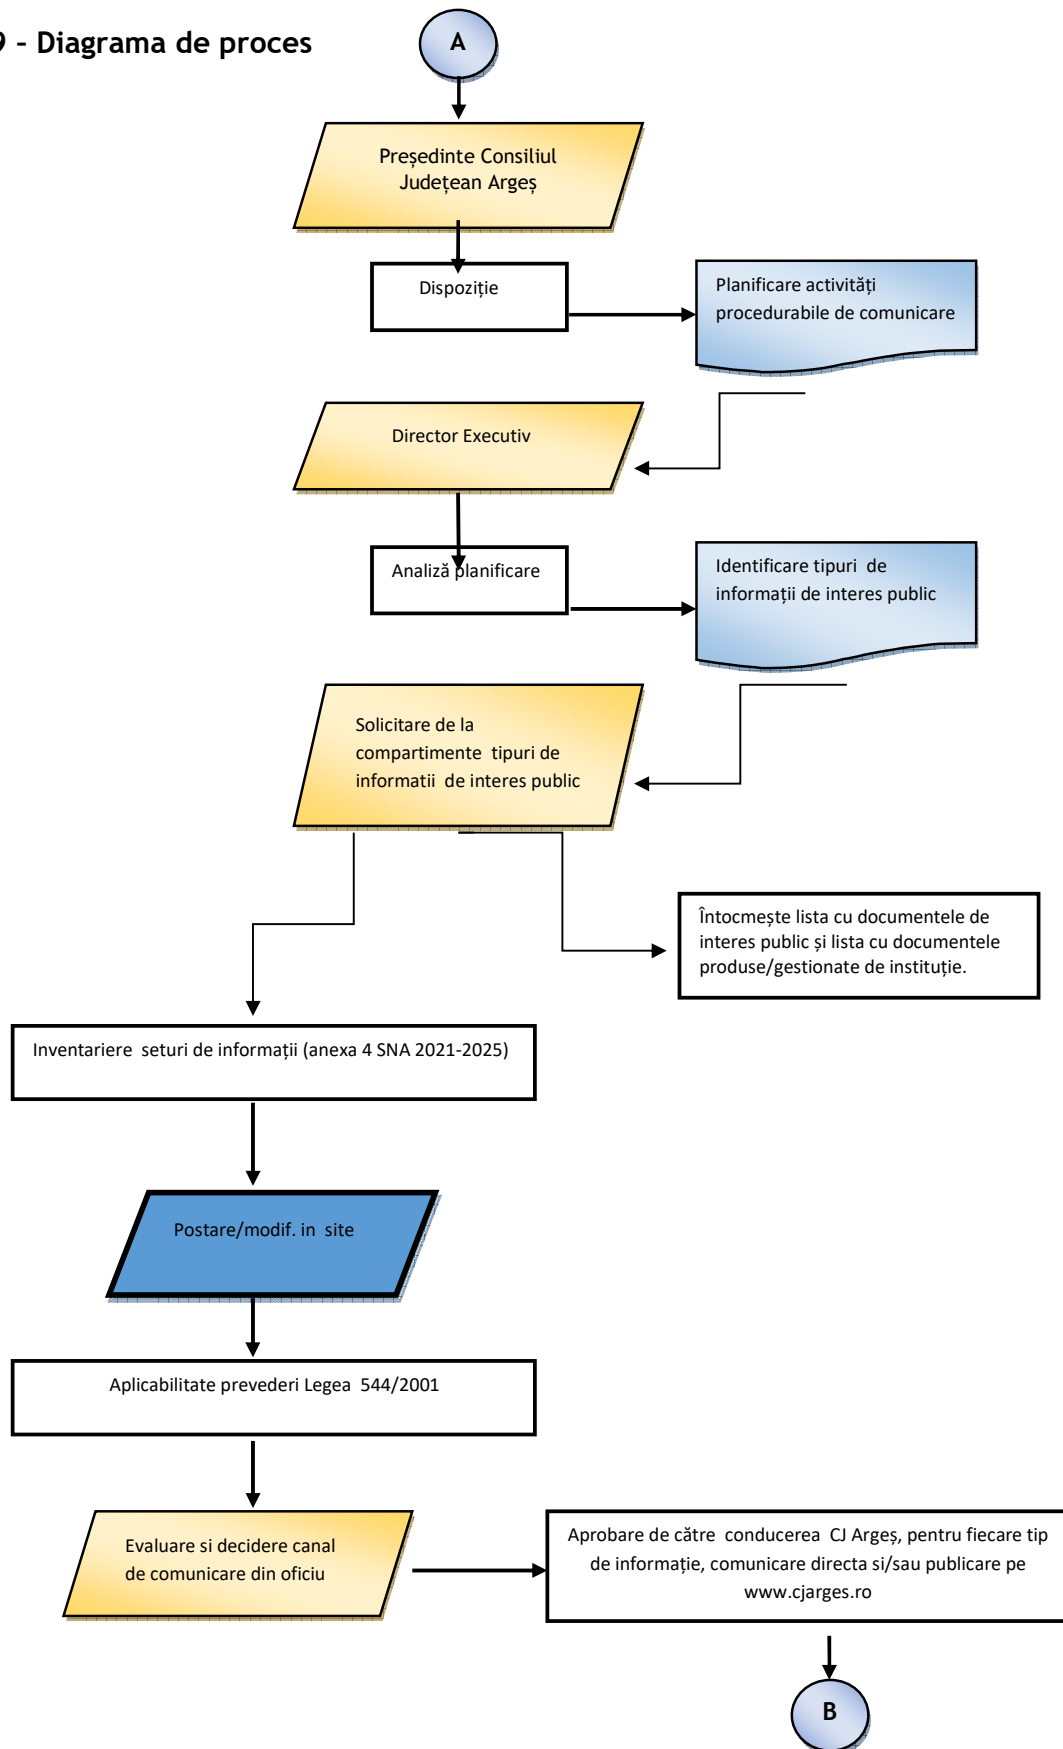 9 - Diagrama de proces
A
Președinte Consiliul
Județean Argeș
Dispoziție
Planificare activități
procedurabile de comunicare
Director Executiv
Analiză planificare
Identificare tipuri de
informații de interes public
Solicitare de la
compartimente tipuri de
informatii de interes public
Întocmește lista cu documentele de
interes public și lista cu documentele
produse/gestionate de instituție.
Inventariere seturi de informații (anexa 4 SNA 2021-2025)
Postare/modif. in site
Aplicabilitate prevederi Legea 544/2001
Evaluare si decidere canal
de comunicare din oficiu
Aprobare de către conducerea CJ Argeș, pentru fiecare tip
de informație, comunicare directa si/sau publicare pe
www.cjarges.ro
B